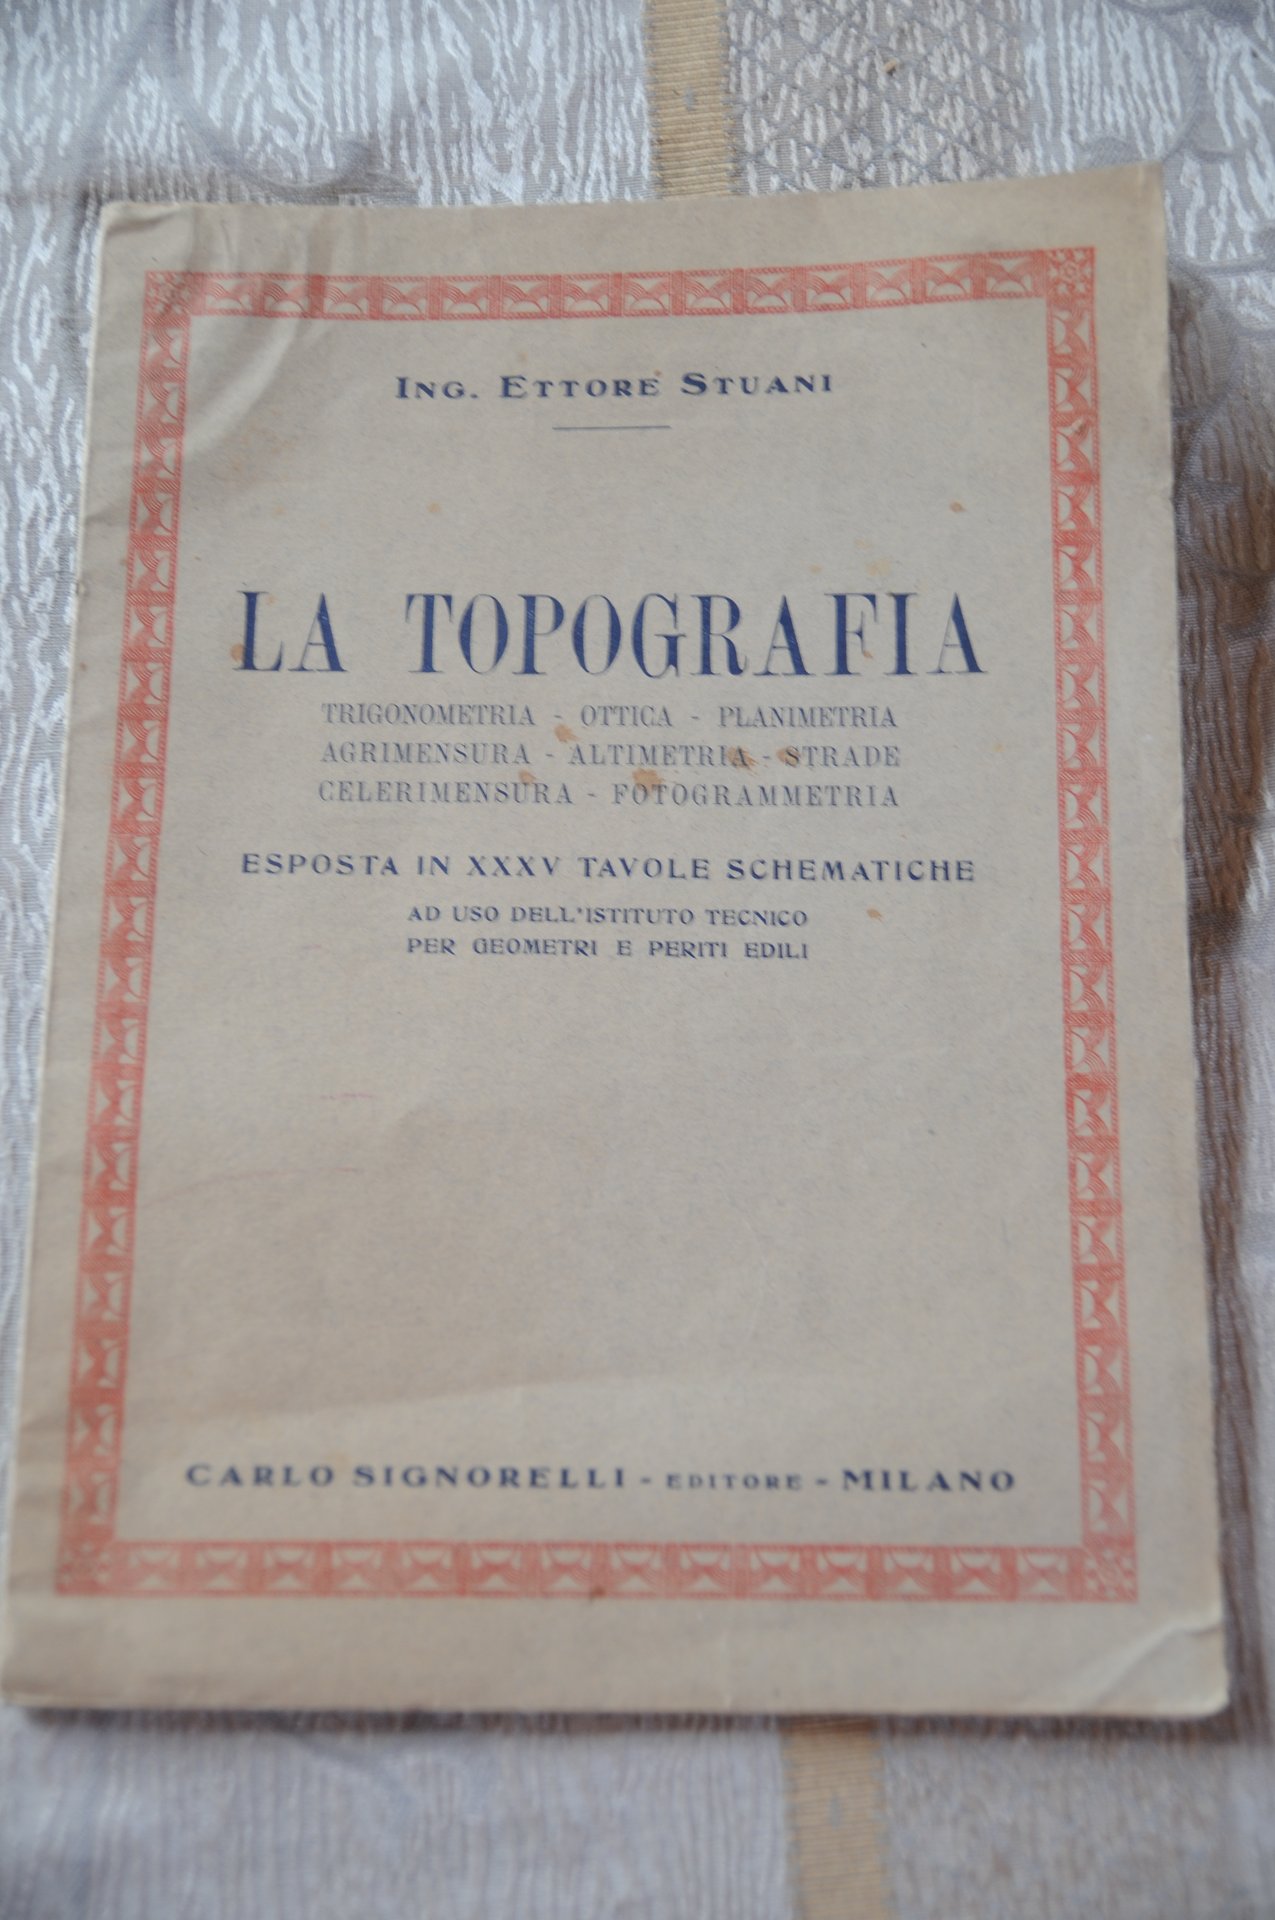 ING. ETTORE STUANI
LA TOPOGRAFIA
TRIGONOMETRIA - OTTICA - PLANIMETRIA
AGRIMENSURA - ALTIMETRIA - STRADE
CELERIMENSURA - FOTOGRAMMETRIA
ESPOSTA IN XXXV TAVOLE SCHEMATICHE
AD USO DELL'ISTITUTO TECNICO
PER GEOMETRI E PERITI EDILI
CARLO SIGNORELLI - EDITORE - MILANO